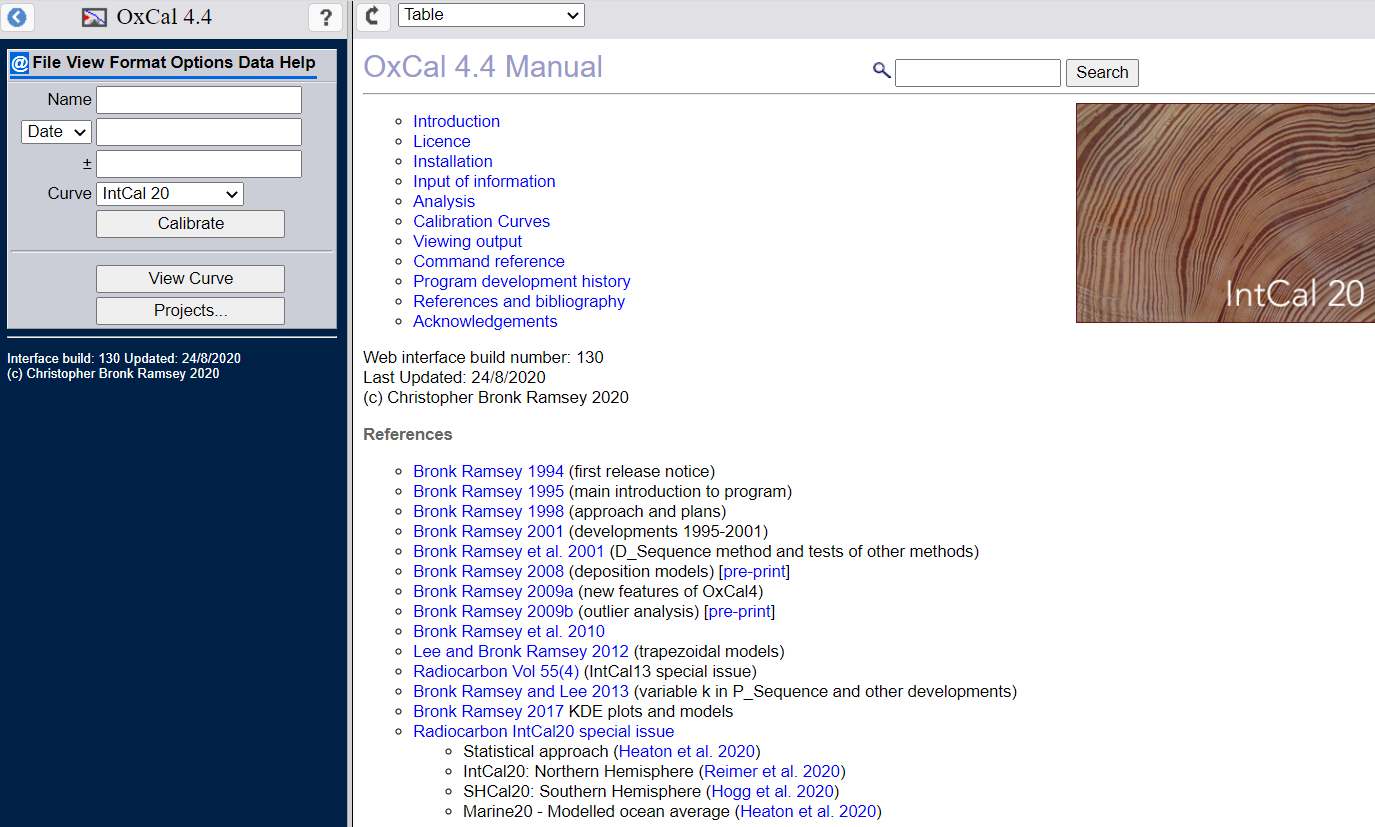 OxCal 4.4
?
@ File View Format Options Data Help
Name
Date
±
Curve IntCal 20
Calibrate
View Curve
Projects...
Interface build: 130 Updated: 24/8/2020
(c) Christopher Bronk Ramsey 2020
Table
OxCal 4.4 Manual
Search
Introduction
Licence
Installation
Input of information
Analysis
Calibration Curves
Viewing output
Command reference
Program development history
References and bibliography
Acknowledgements
IntCal 20
Web interface build number: 130
Last Updated: 24/8/2020
(c) Christopher Bronk Ramsey 2020
References
Bronk Ramsey 1994 (first release notice)
Bronk Ramsey 1995 (main introduction to program)
Bronk Ramsey 1998 (approach and plans)
Bronk Ramsey 2001 (developments 1995-2001)
Bronk Ramsey et al. 2001 (D_Sequence method and tests of other methods)
Bronk Ramsey 2008 (deposition models) [pre-print]
Bronk Ramsey 2009a (new features of OxCal4)
Bronk Ramsey 2009b (outlier analysis) [pre-print]
Bronk Ramsey et al. 2010
Lee and Bronk Ramsey 2012 (trapezoidal models)
Radiocarbon Vol 55(4) (IntCal13 special issue)
Bronk Ramsey and Lee 2013 (variable k in P_Sequence and other developments)
Bronk Ramsey 2017 KDE plots and models
Radiocarbon IntCal20 special issue
Statistical approach (Heaton et al. 2020)
IntCal20: Northern Hemisphere (Reimer et al. 2020)
SHCal20: Southern Hemisphere (Hogg et al. 2020)
Marine20 - Modelled ocean average (Heaton et al. 2020)